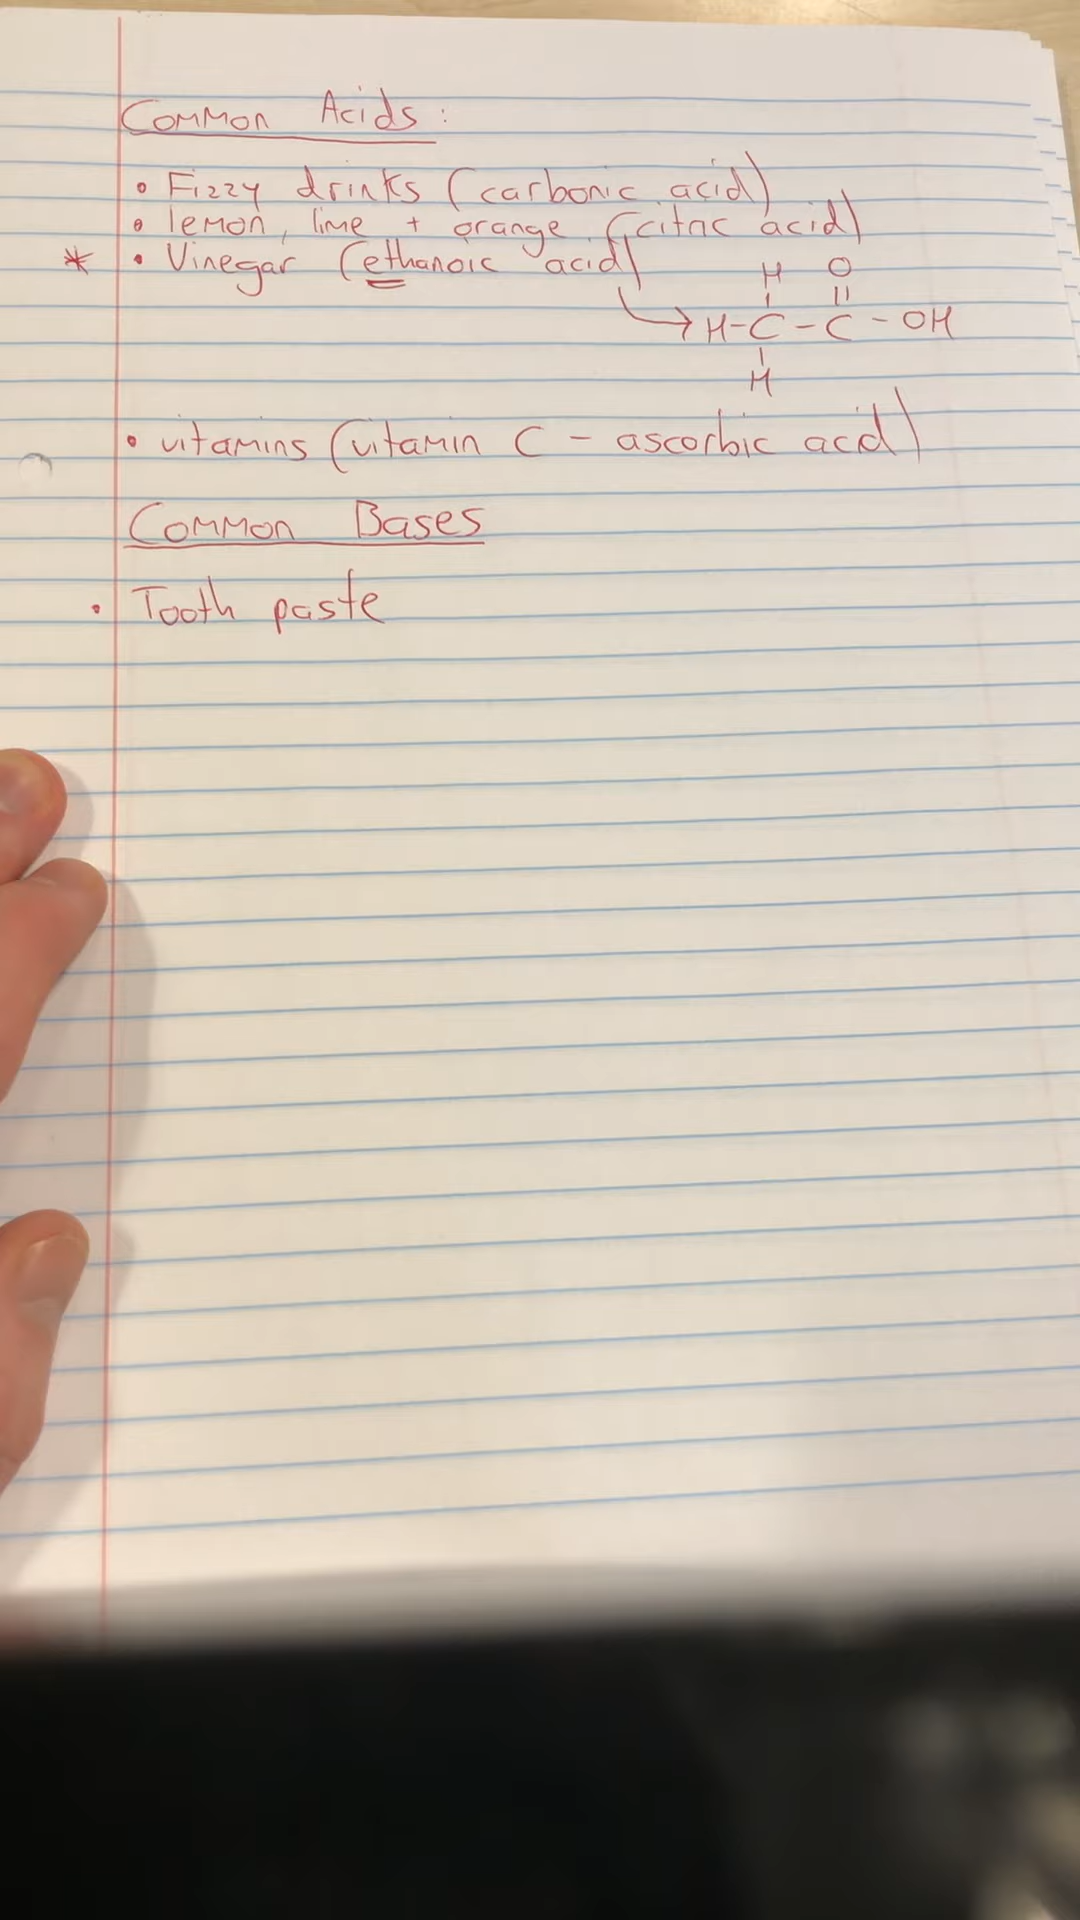 Common Acids:
• Fizzy drinks (carbonic acid)
• lemon, lime + orange (citric acid)
* • Vinegar (ethanoic acid)
H O
| ||
→ H-C-C-OH
|
H
• vitamins (vitamin C - ascorbic acid)
Common Bases
• Tooth paste